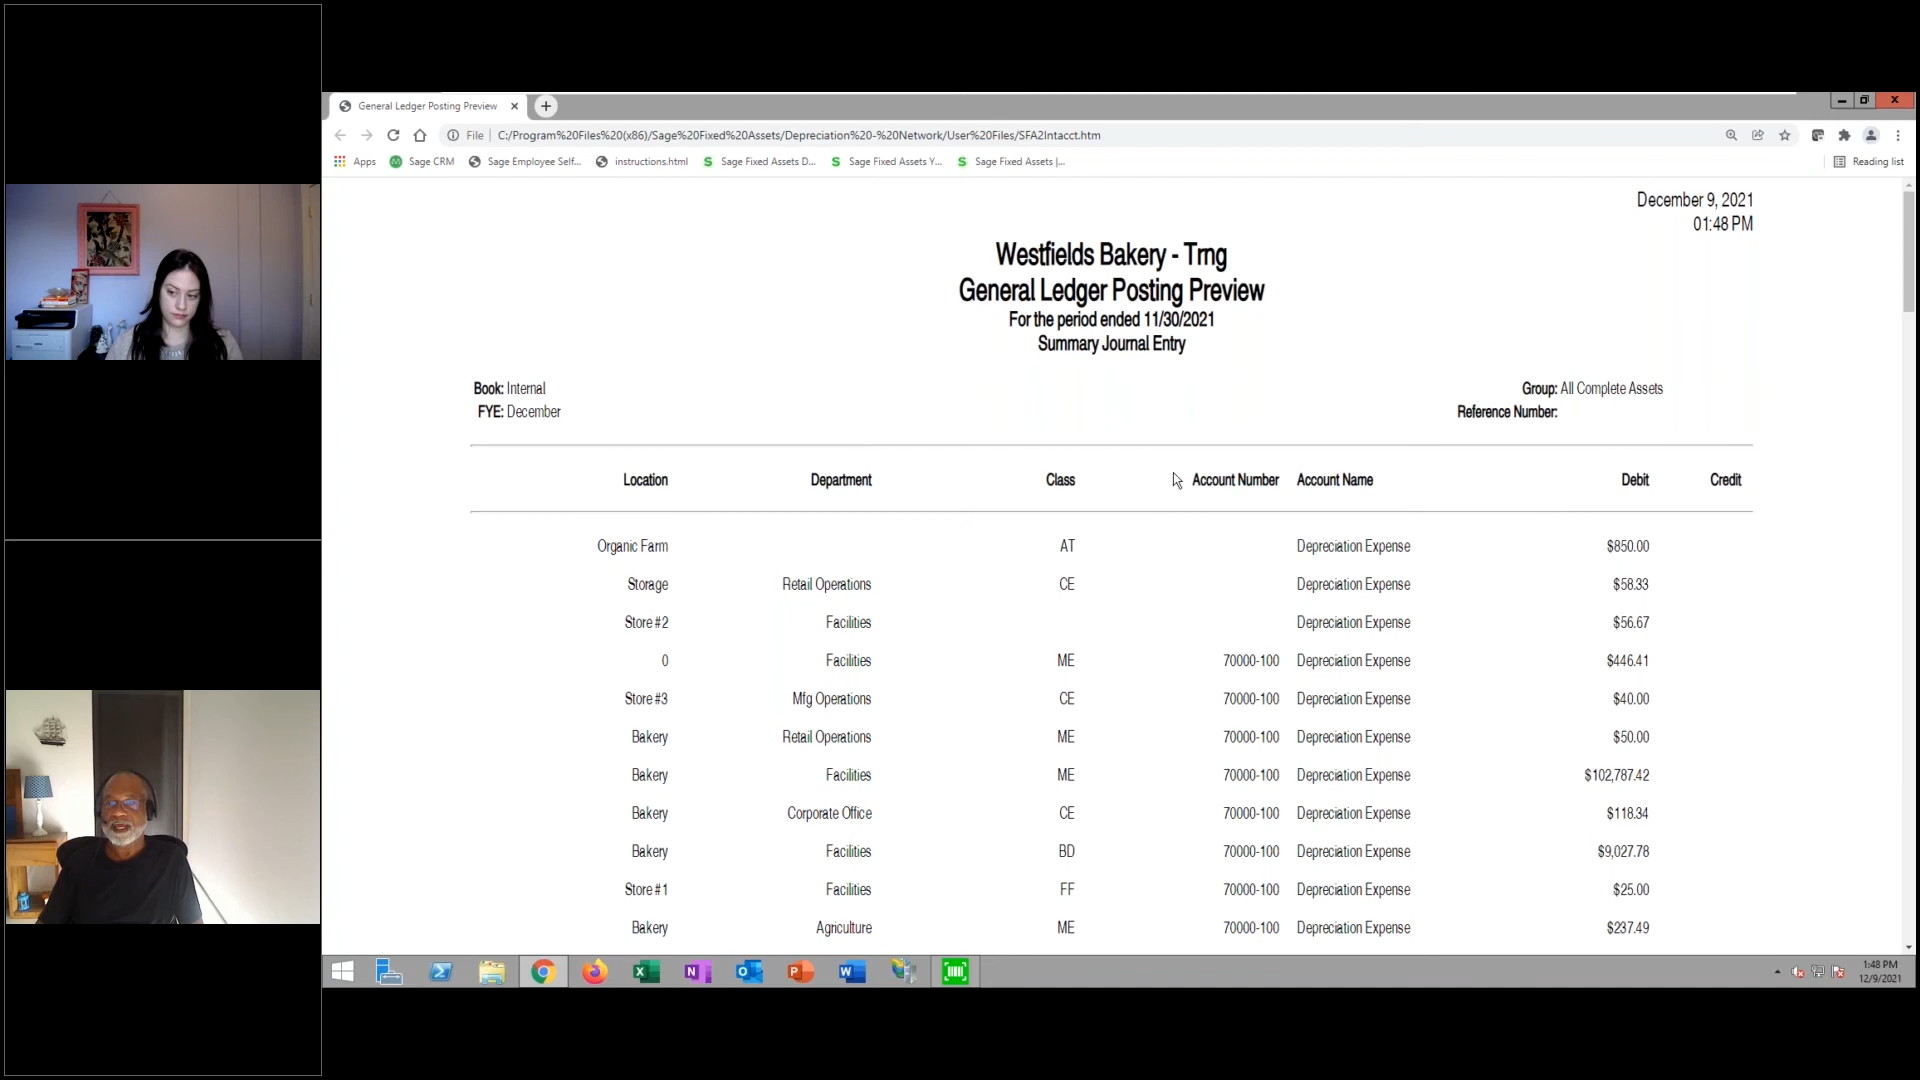 General Ledger Posting Preview
File | C:/Program%20Files%20(x86)/Sage%20Fixed%20Assets/Depreciation%20-%20Network/User%20Files/SFA2Intacct.htm
Apps Sage CRM Sage Employee Self... instructions.html Sage Fixed Assets D... Sage Fixed Assets Y... Sage Fixed Assets |... Reading list
December 9, 2021
01:48 PM
Westfields Bakery - Trng
General Ledger Posting Preview
For the period ended 11/30/2021
Summary Journal Entry
Book: Internal Group: All Complete Assets
FYE: December Reference Number:
Location Department Class Account Number Account Name Debit Credit
Organic Farm AT Depreciation Expense $850.00
Storage Retail Operations CE Depreciation Expense $58.33
Store #2 Facilities Depreciation Expense $56.67
0 Facilities ME 70000-100 Depreciation Expense $446.41
Store #3 Mfg Operations CE 70000-100 Depreciation Expense $40.00
Bakery Retail Operations ME 70000-100 Depreciation Expense $50.00
Bakery Facilities ME 70000-100 Depreciation Expense $102,787.42
Bakery Corporate Office CE 70000-100 Depreciation Expense $118.34
Bakery Facilities BD 70000-100 Depreciation Expense $9,027.78
Store #1 Facilities FF 70000-100 Depreciation Expense $25.00
Bakery Agriculture ME 70000-100 Depreciation Expense $237.49
1:48 PM
12/9/2021